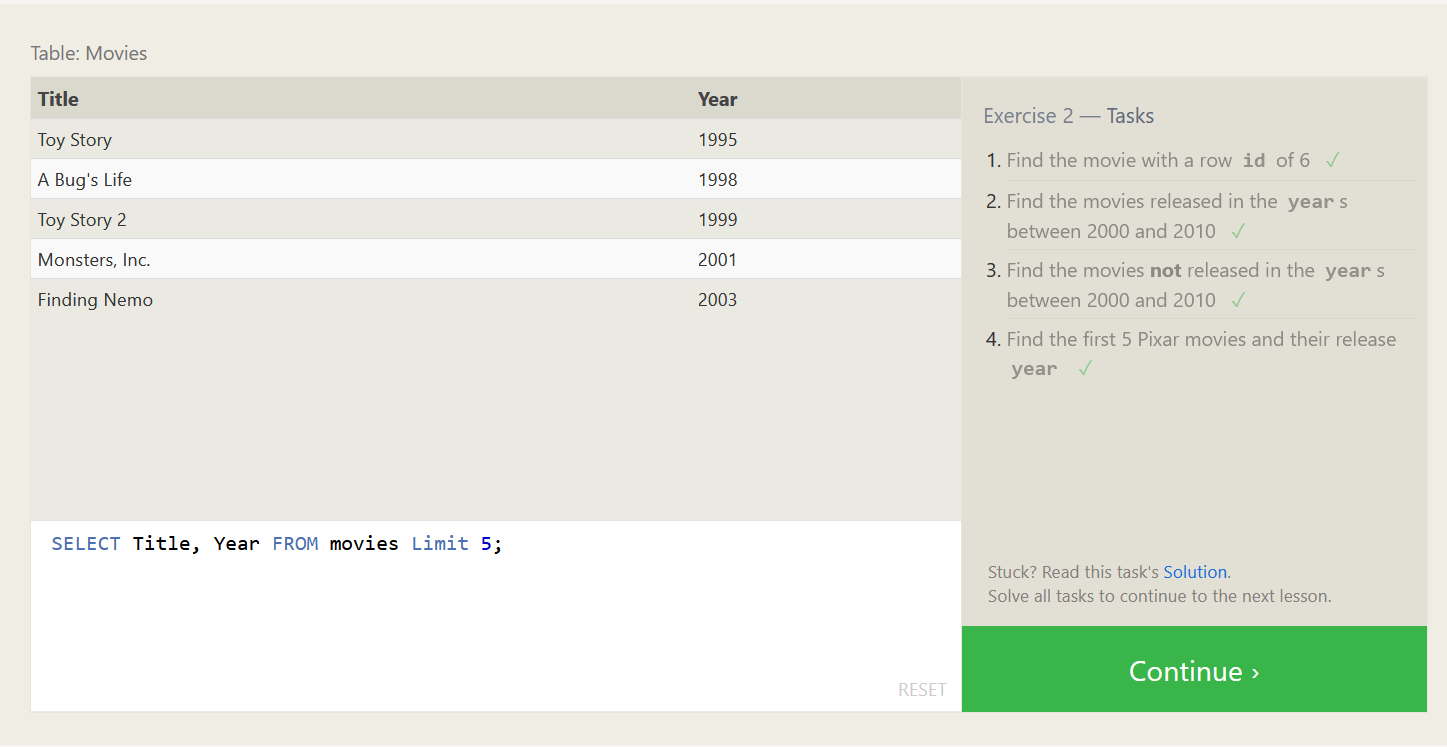 Table: Movies
Title Year
Toy Story 1995
A Bug's Life 1998
Toy Story 2 1999
Monsters, Inc. 2001
Finding Nemo 2003
SELECT Title, Year FROM movies Limit 5;
RESET
Exercise 2 — Tasks
1. Find the movie with a row id of 6 ✓
2. Find the movies released in the year s
between 2000 and 2010 ✓
3. Find the movies not released in the year s
between 2000 and 2010 ✓
4. Find the first 5 Pixar movies and their release
year ✓
Stuck? Read this task's Solution.
Solve all tasks to continue to the next lesson.
Continue ›